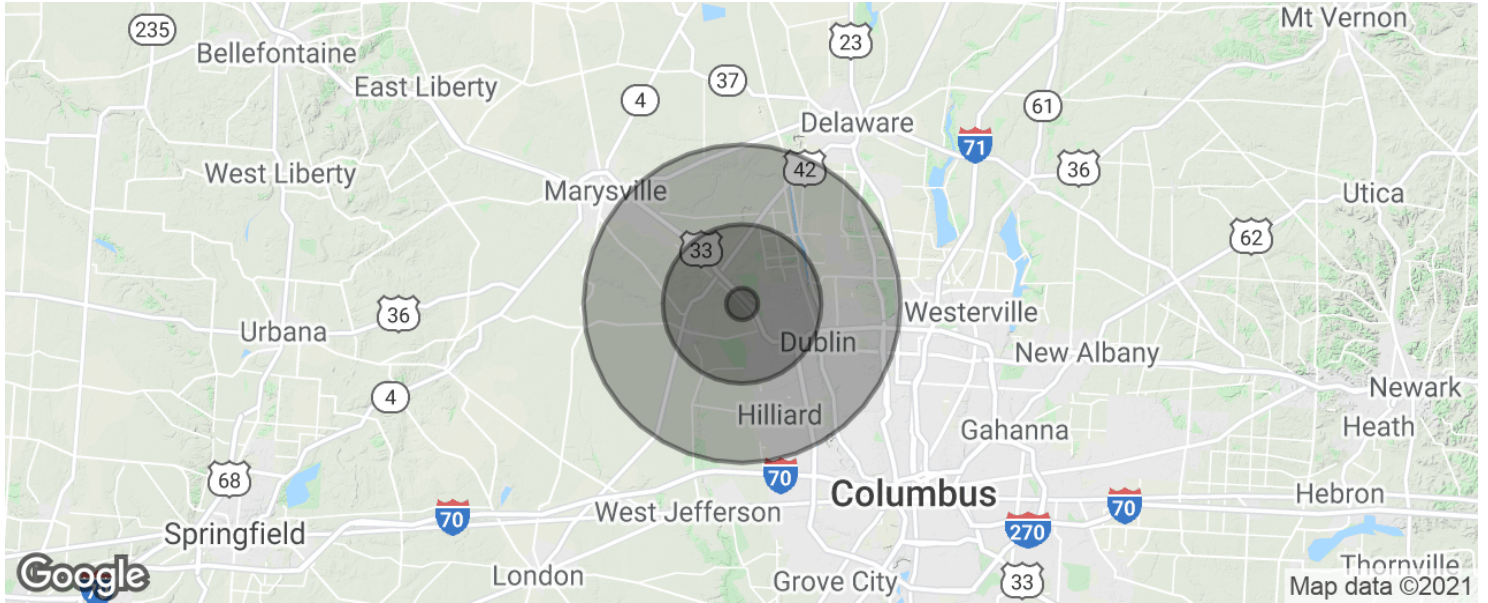 235
Mt Vernon
Bellefontaine
23
East Liberty
37
4
61
Delaware
71
42
36
West Liberty
Marysville
Utica
33
62
36
Westerville
Urbana
Dublin
New Albany
4
Newark
Hilliard
Heath
Gahanna
68
70
Columbus
Hebron
70
70
West Jefferson
Springfield
270
Thornville
London
Grove City
33
Google
Map data ©2021